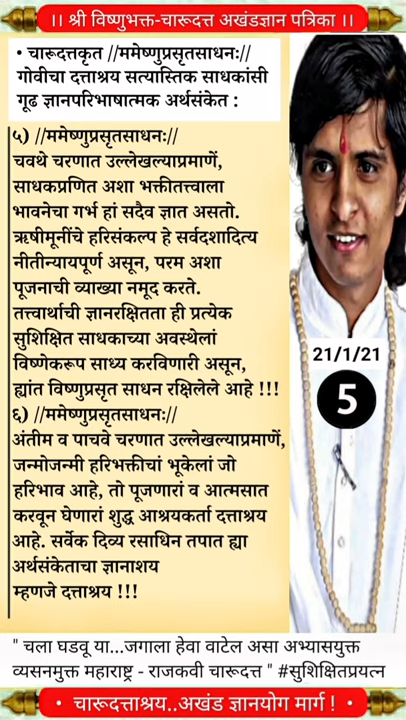 ।। श्री विष्णुभक्त-चारूदत्त अखंडज्ञान पत्रिका ।।
• चारूदत्तकृत //ममेष्णुप्रसृतसाधनः//
गोवीचा दत्ताश्रय सत्यास्तिक साधकांसी
गूढ ज्ञानपरिभाषात्मक अर्थसंकेत :
५) //ममेष्णुप्रसृतसाधनः//
चवथे चरणात उल्लेखल्याप्रमाणें,
साधकप्रणित अशा भक्तीतत्त्वाला
भावनेचा गर्भ हां सदैव ज्ञात असतो.
ऋषीमूनींचे हरिसंकल्प हे सर्वदशादित्य
नीतीन्यायपूर्ण असून, परम अशा
पूजनाची व्याख्या नमूद करते.
तत्त्वार्थाची ज्ञानरक्षितता ही प्रत्येक
सुशिक्षित साधकाच्या अवस्थेलां
विष्णेकरूप साध्य करविणारी असून,
ह्यांत विष्णुप्रसृत साधन रक्षिलेले आहे !!!
६) //ममेष्णुप्रसृतसाधनः//
अंतीम व पाचवे चरणात उल्लेखल्याप्रमाणें,
जन्मोजन्मी हरिभक्तीचां भूकेलां जो
हरिभाव आहे, तो पूजणारां व आत्मसात
करवून घेणारां शुद्ध आश्रयकर्ता दत्ताश्रय
आहे. सर्वेक दिव्य रसाधिन तपात ह्या
अर्थसंकेताचा ज्ञानाशय
म्हणजे दत्ताश्रय !!!
21/1/21
5
" चला घडवू या...जगाला हेवा वाटेल असा अभ्यासयुक्त
व्यसनमुक्त महाराष्ट्र - राजकवी चारूदत्त " #सुशिक्षितप्रयत्न
• चारूदत्ताश्रय..अखंड ज्ञानयोग मार्ग ! •